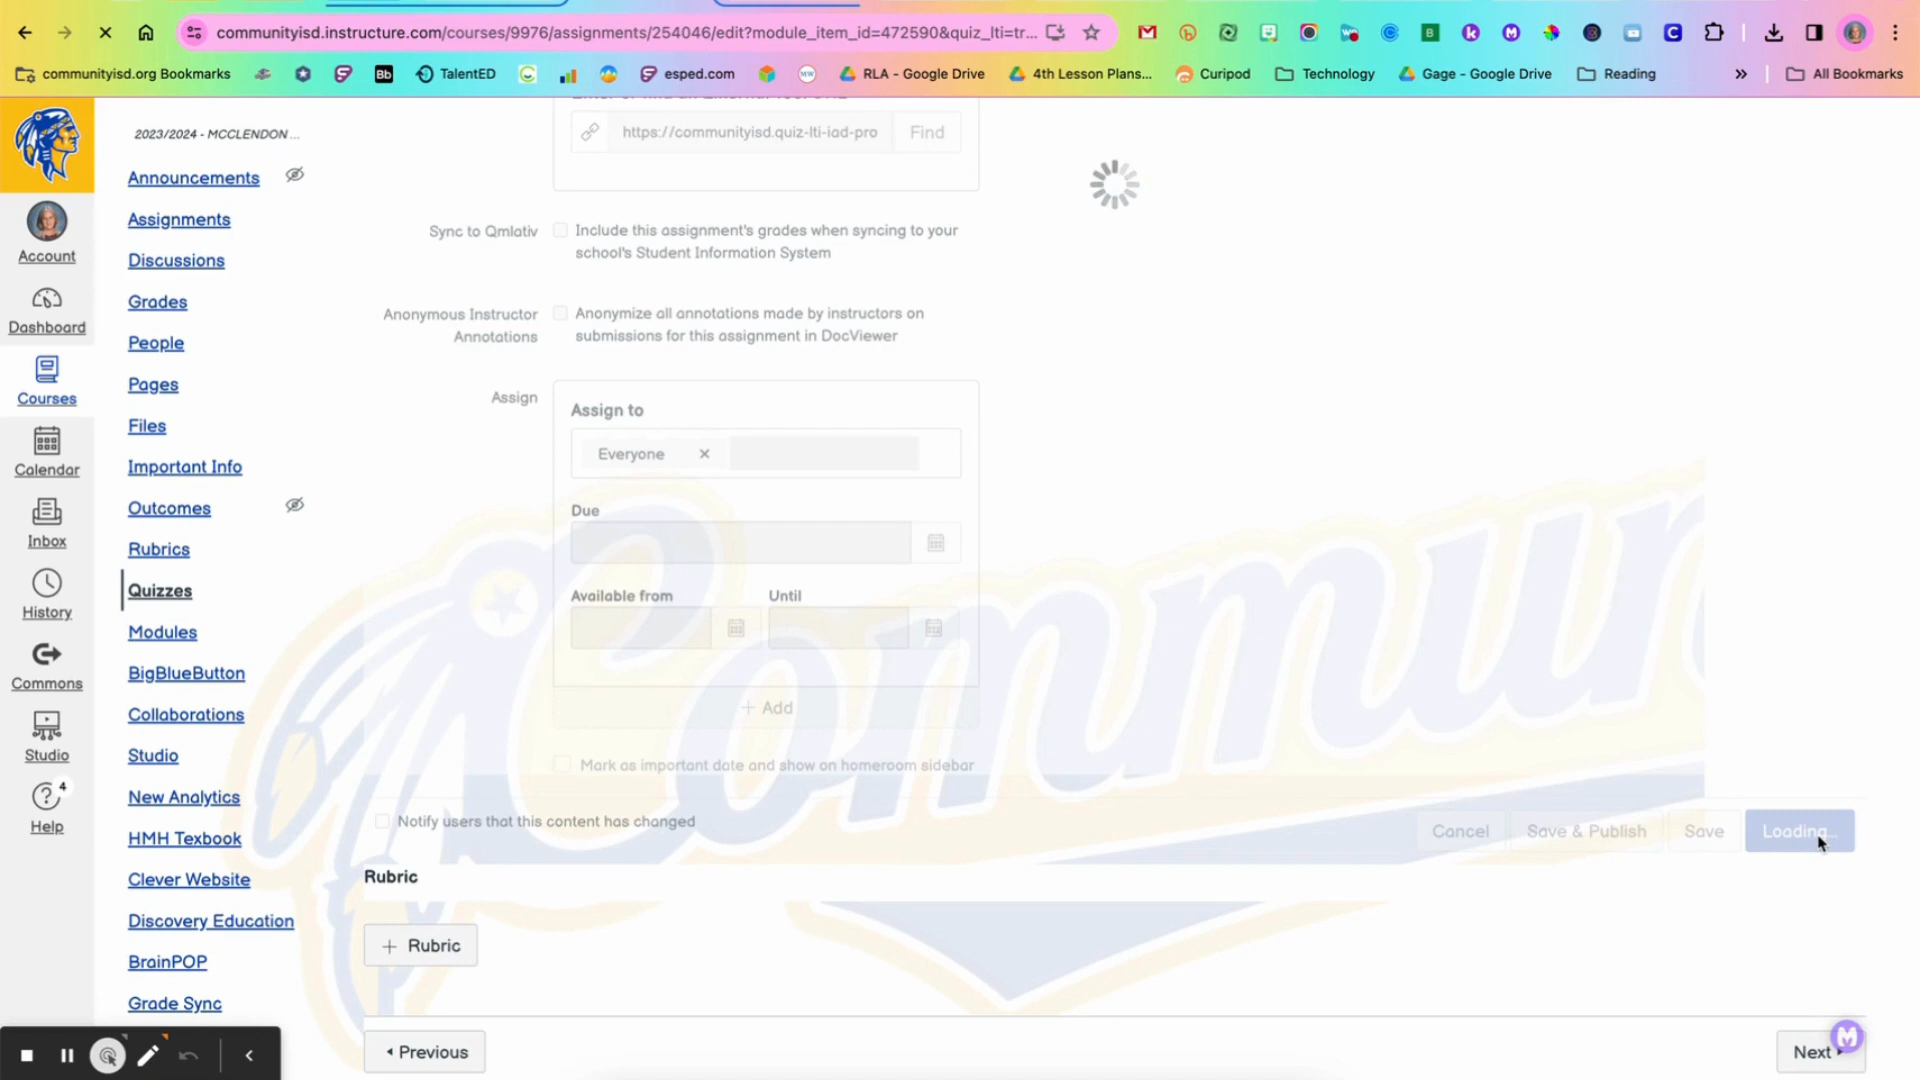 communityisd.instructure.com/courses/9976/assignments/254046/edit?module_item_id=472590&quiz_lti=tr...
communityisd.org Bookmarks
Bb
TalentED
esped.com
MW
RLA - Google Drive
4th Lesson Plans...
Curipod
Technology
Gage - Google Drive
Reading
»
All Bookmarks
2023/2024 - MCCLENDON ...
Announcements
Assignments
Discussions
Grades
People
Pages
Files
Important Info
Outcomes
Rubrics
Quizzes
Modules
BigBlueButton
Collaborations
Studio
New Analytics
HMH Texbook
Clever Website
Discovery Education
BrainPOP
Grade Sync
Account
Dashboard
Courses
Calendar
Inbox
History
Commons
Studio
4
Help
https://communityisd.quiz-lti-iad-pro
Find
Sync to Qmlativ
Include this assignment's grades when syncing to your
school's Student Information System
Anonymous Instructor
Annotations
Anonymize all annotations made by instructors on
submissions for this assignment in DocViewer
Assign
Assign to
Everyone
Due
Available from
Until
+ Add
Mark as important date and show on homeroom sidebar
Notify users that this content has changed
Cancel
Save & Publish
Save
Loading...
Rubric
+ Rubric
Previous
Next